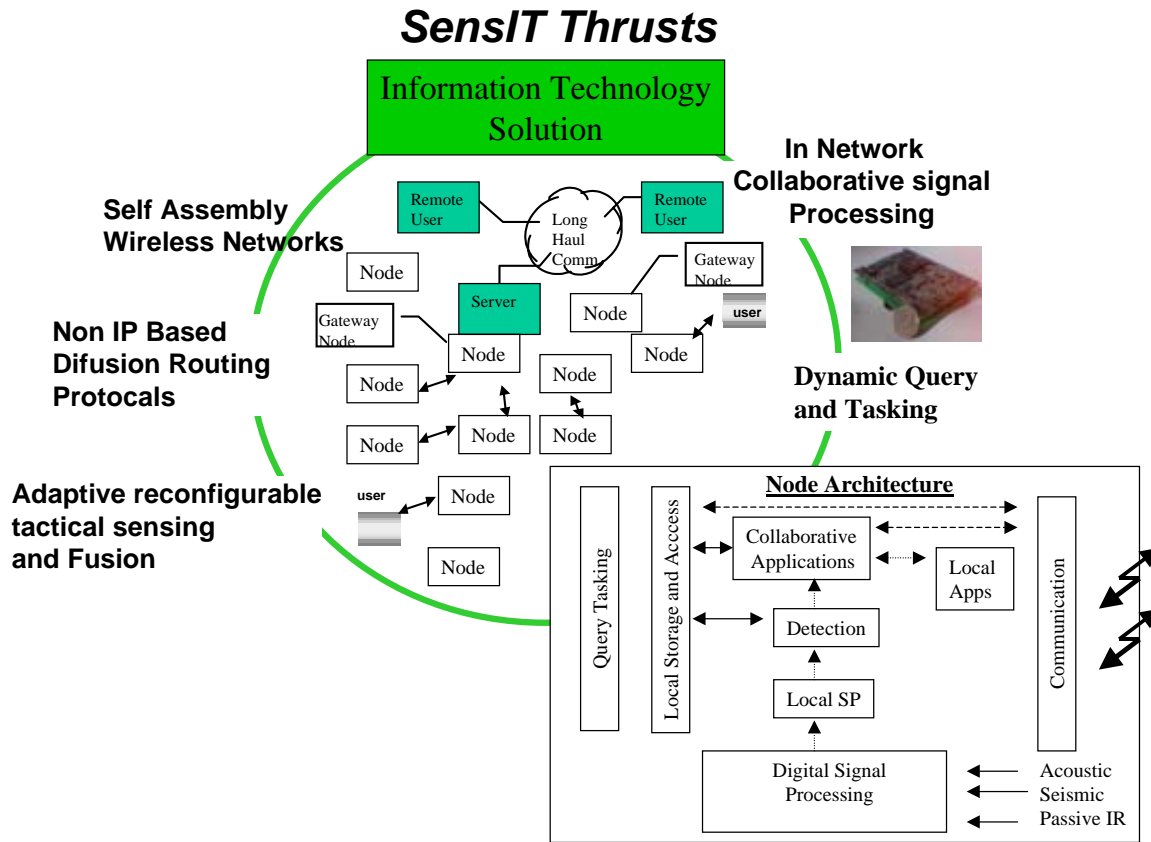 SensIT Thrusts
Information Technology
Solution
In Network
Collaborative signal
Processing
Self Assembly
Wireless Networks
Remote
User
Long
Haul
Comm
Remote
User
Node
Gateway
Node
Server
Node
user
Gateway
Node
Node
Node
Non IP Based
Difusion Routing
Protocals
Node
Node
Dynamic Query
and Tasking
Node
Node
Node
Adaptive reconfigurable
tactical sensing
and Fusion
user
Node
Node
Node Architecture
Query Tasking
Local Storage and Acccess
Collaborative
Applications
Local
Apps
Detection
Communication
Local SP
Digital Signal
Processing
Acoustic
Seismic
Passive IR